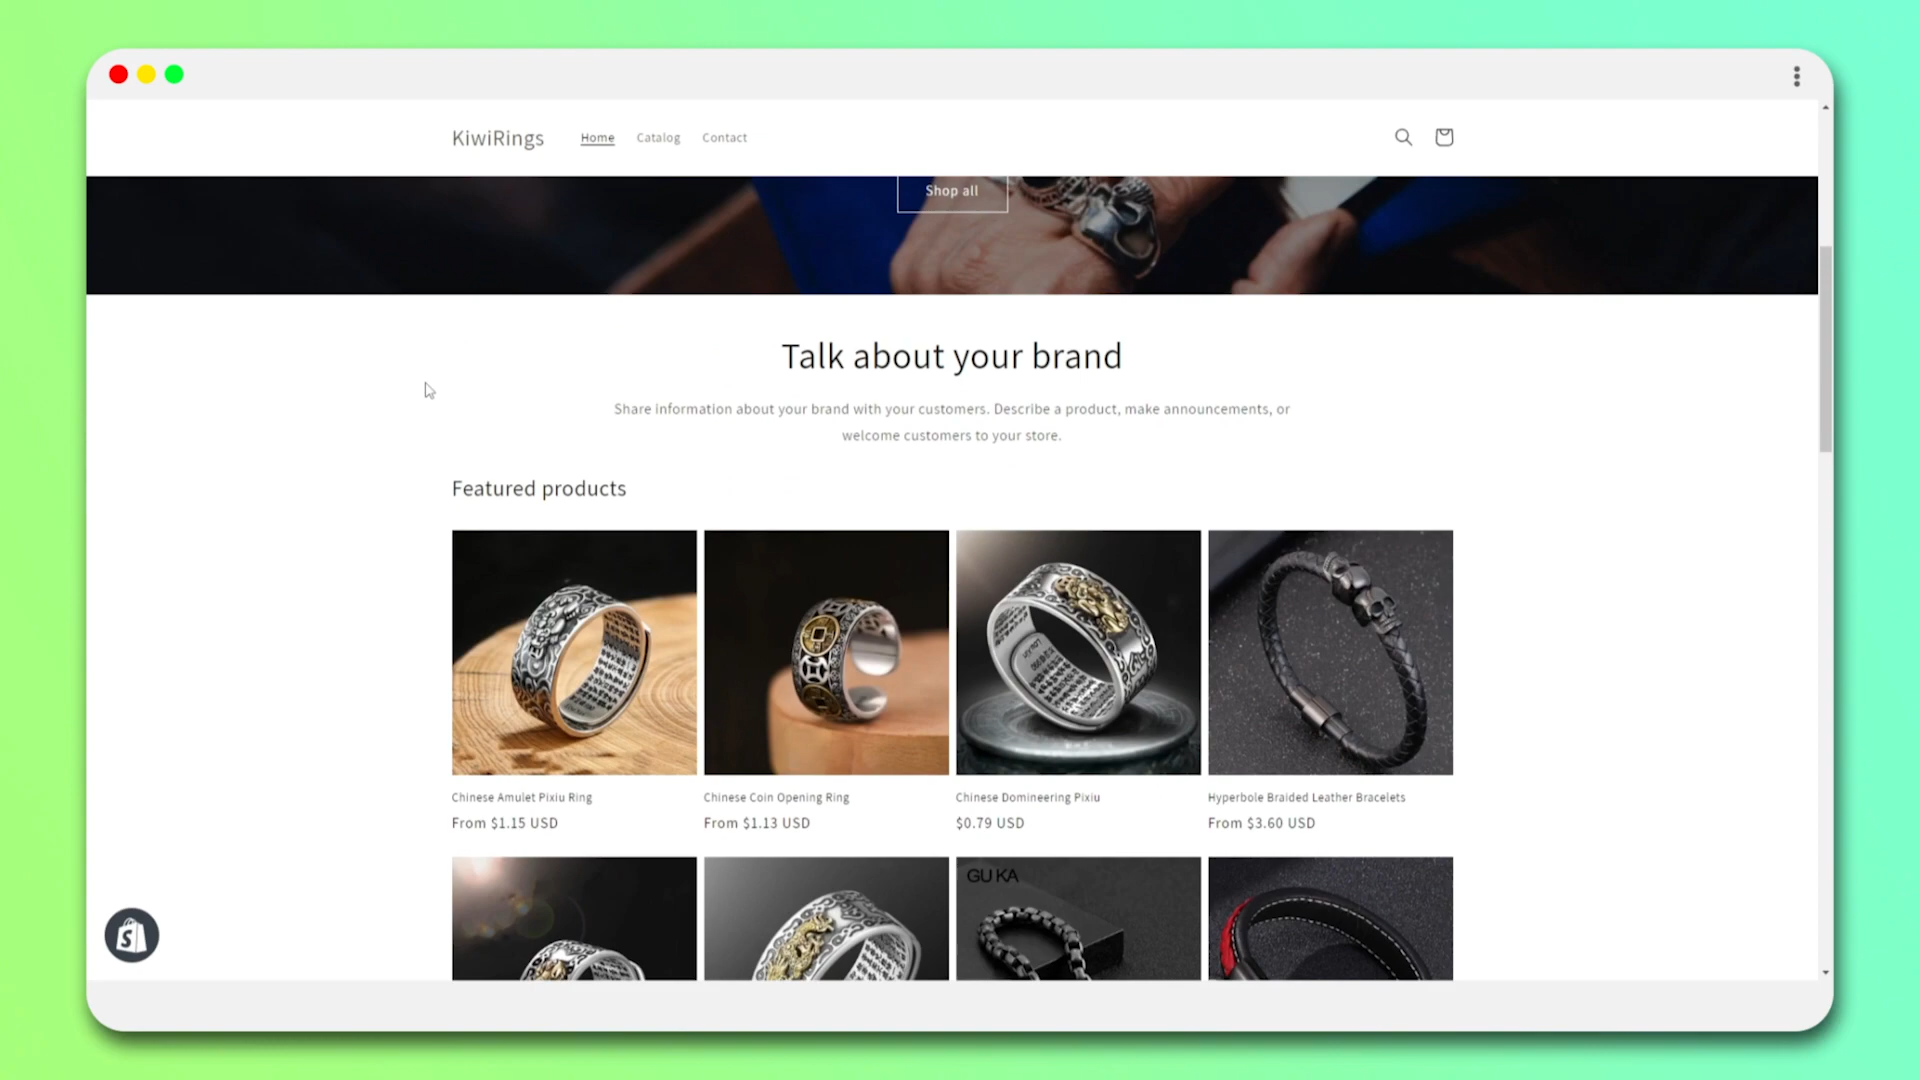 KiwiRings
Home
Catalog
Contact
Shop all
Talk about your brand
Share information about your brand with your customers. Describe a product, make announcements, or
welcome customers to your store.
Featured products
Chinese Amulet Pixiu Ring
From $1.15 USD
Chinese Coin Opening Ring
From $1.13 USD
Chinese Domineering Pixiu
$0.79 USD
Hyperbole Braided Leather Bracelets
From $3.60 USD
GUKA
S